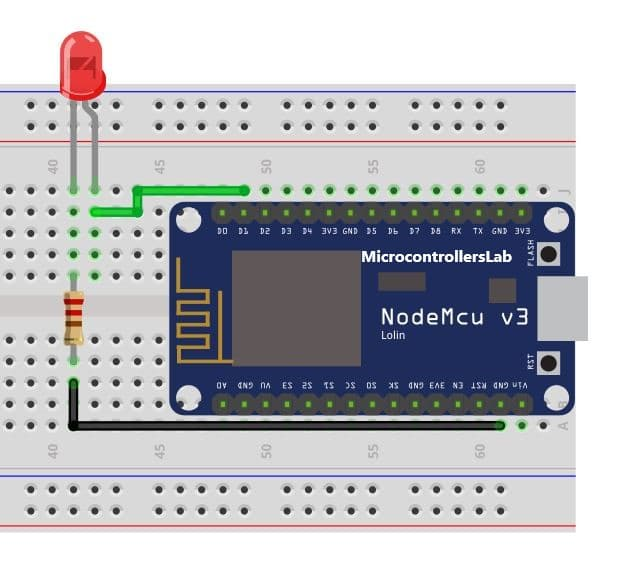 40 45 50 55 60
J
I
D0 D1 D2 D3 D4 3V3 GND D5 D6 D7 D8 RX TX GND 3V3
FLASH
MicrocontrollersLab
NodeMcu v3
Lolin
RST
A0 GND VU S3 S2 S1 SC SO SK GND 3V3 EN RST GND Vin
B
A
40 45 50 55 60